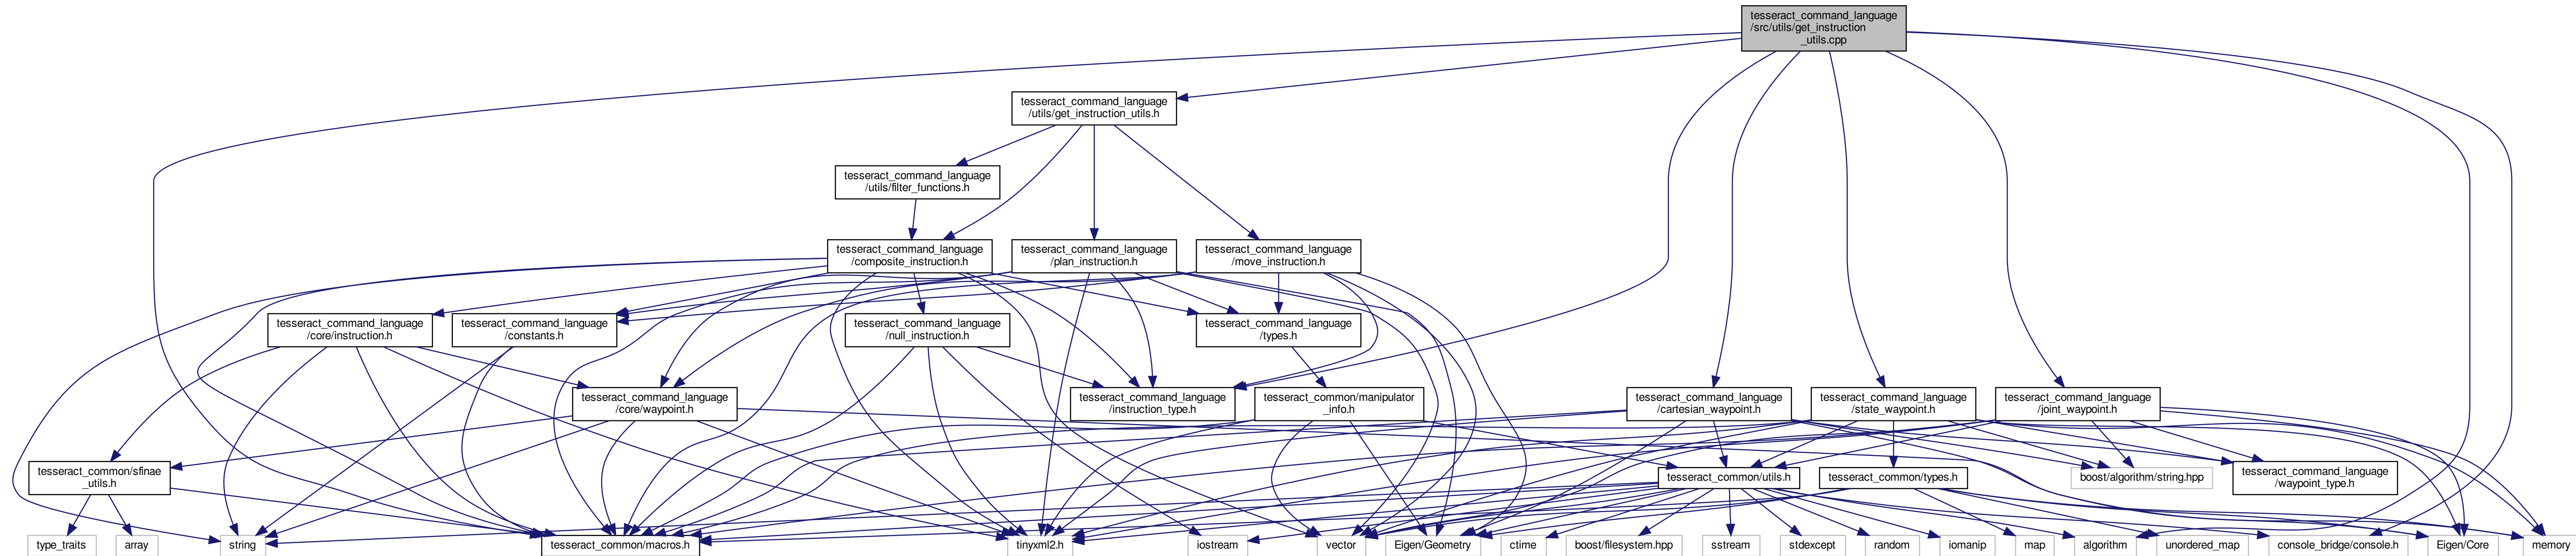 tesseract_command_language
/src/utils/get_instruction
_utils.cpp
tesseract_command_language
/utils/get_instruction_utils.h
tesseract_command_language
/utils/filter_functions.h
tesseract_command_language
/composite_instruction.h
tesseract_command_language
/plan_instruction.h
tesseract_command_language
/move_instruction.h
tesseract_command_language
/core/instruction.h
tesseract_command_language
/constants.h
tesseract_command_language
/null_instruction.h
tesseract_command_language
/types.h
tesseract_command_language
/core/waypoint.h
tesseract_command_language
/instruction_type.h
tesseract_common/manipulator
_info.h
tesseract_command_language
/cartesian_waypoint.h
tesseract_command_language
/state_waypoint.h
tesseract_command_language
/joint_waypoint.h
tesseract_common/sfinae
_utils.h
tesseract_common/utils.h
tesseract_common/types.h
boost/algorithm/string.hpp
tesseract_command_language
/waypoint_type.h
type_traits
array
string
tesseract_common/macros.h
tinyxml2.h
iostream
vector
Eigen/Geometry
ctime
boost/filesystem.hpp
sstream
stdexcept
random
iomanip
map
algorithm
unordered_map
console_bridge/console.h
Eigen/Core
memory